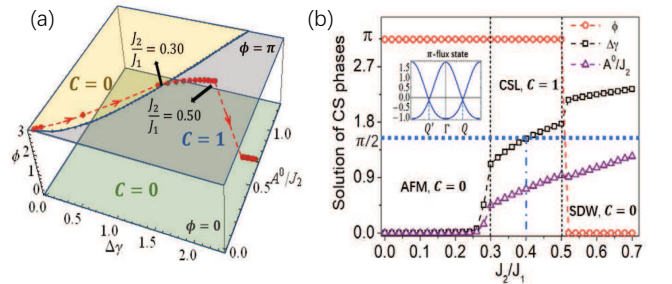 (a)
J₂/J₁ = 0.30
ϕ = π
C = 0
J₂/J₁ = 0.50
C = 1
C = 0
ϕ = 0
3
2
1
0
ϕ
0.0
0.5
1.0
1.5
2.0
Δγ
0.0
0.5
1.0
A⁰/J₂
(b)
Solution of CS phases
π
2.7
1.8
π/2
0.9
0.0
ϕ
Δγ
A⁰/J₂
π-flux state
1.5
1.0
0.5
0.0
-0.5
-1.0
Q'
Γ
Q
CSL, C = 1
AFM, C = 0
SDW, C = 0
0.0 0.1 0.2 0.3 0.4 0.5 0.6 0.7
J₂/J₁